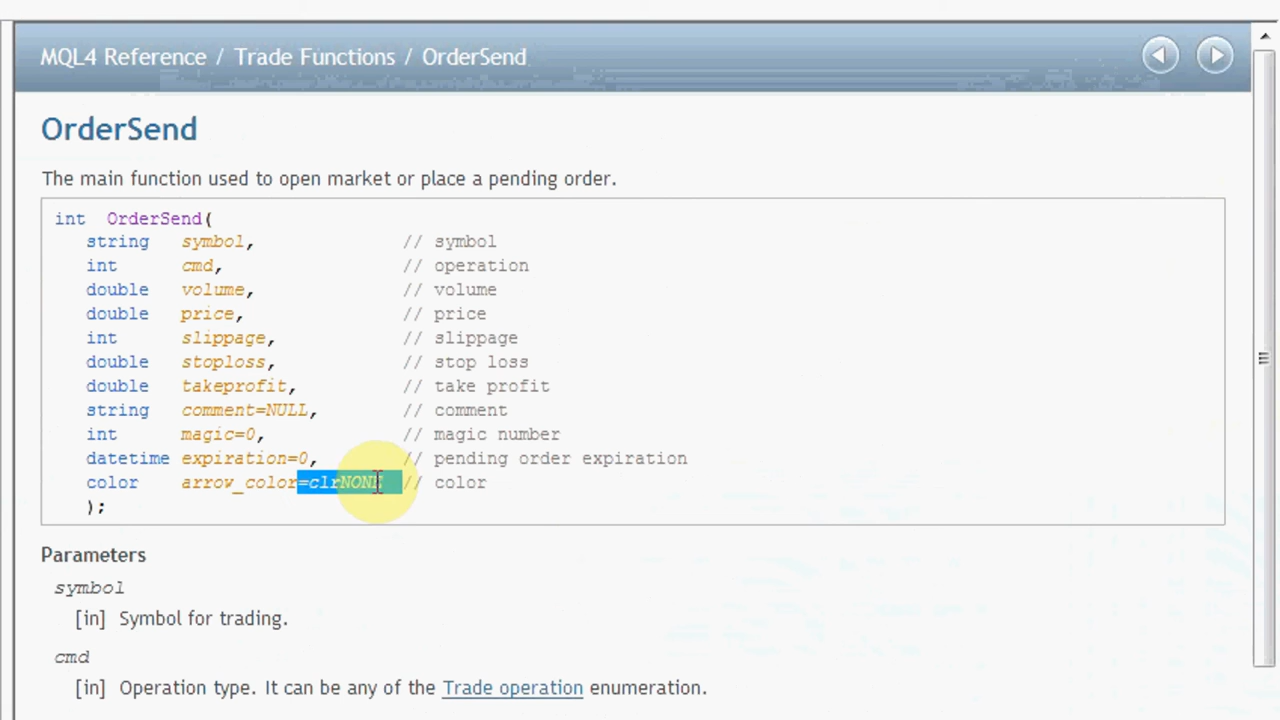 MQL4 Reference / Trade Functions / OrderSend
OrderSend
The main function used to open market or place a pending order.
int OrderSend(
string symbol, // symbol
int cmd, // operation
double volume, // volume
double price, // price
int slippage, // slippage
double stoploss, // stop loss
double takeprofit, // take profit
string comment=NULL, // comment
int magic=0, // magic number
datetime expiration=0, // pending order expiration
color arrow_color=clrNONE // color
);
Parameters
symbol
[in] Symbol for trading.
cmd
[in] Operation type. It can be any of the Trade operation enumeration.